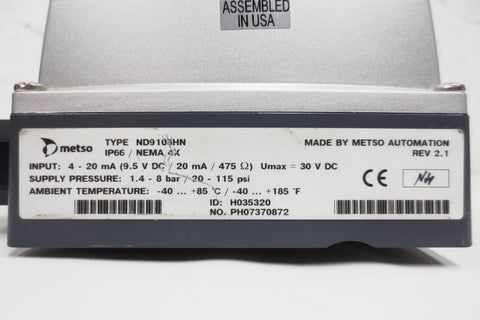 ASSEMBLED
IN USA
metso
TYPE ND9103HN
IP66 / NEMA 4X
MADE BY METSO AUTOMATION
REV 2.1
INPUT: 4 - 20 mA (9.5 V DC / 20 mA / 475 Ω) Umax = 30 V DC
SUPPLY PRESSURE: 1.4 - 8 bar / 20 - 115 psi
AMBIENT TEMPERATURE: -40 ... +85°C / -40 ... +185°F
CE
ID: H035320
NO. PH07370872